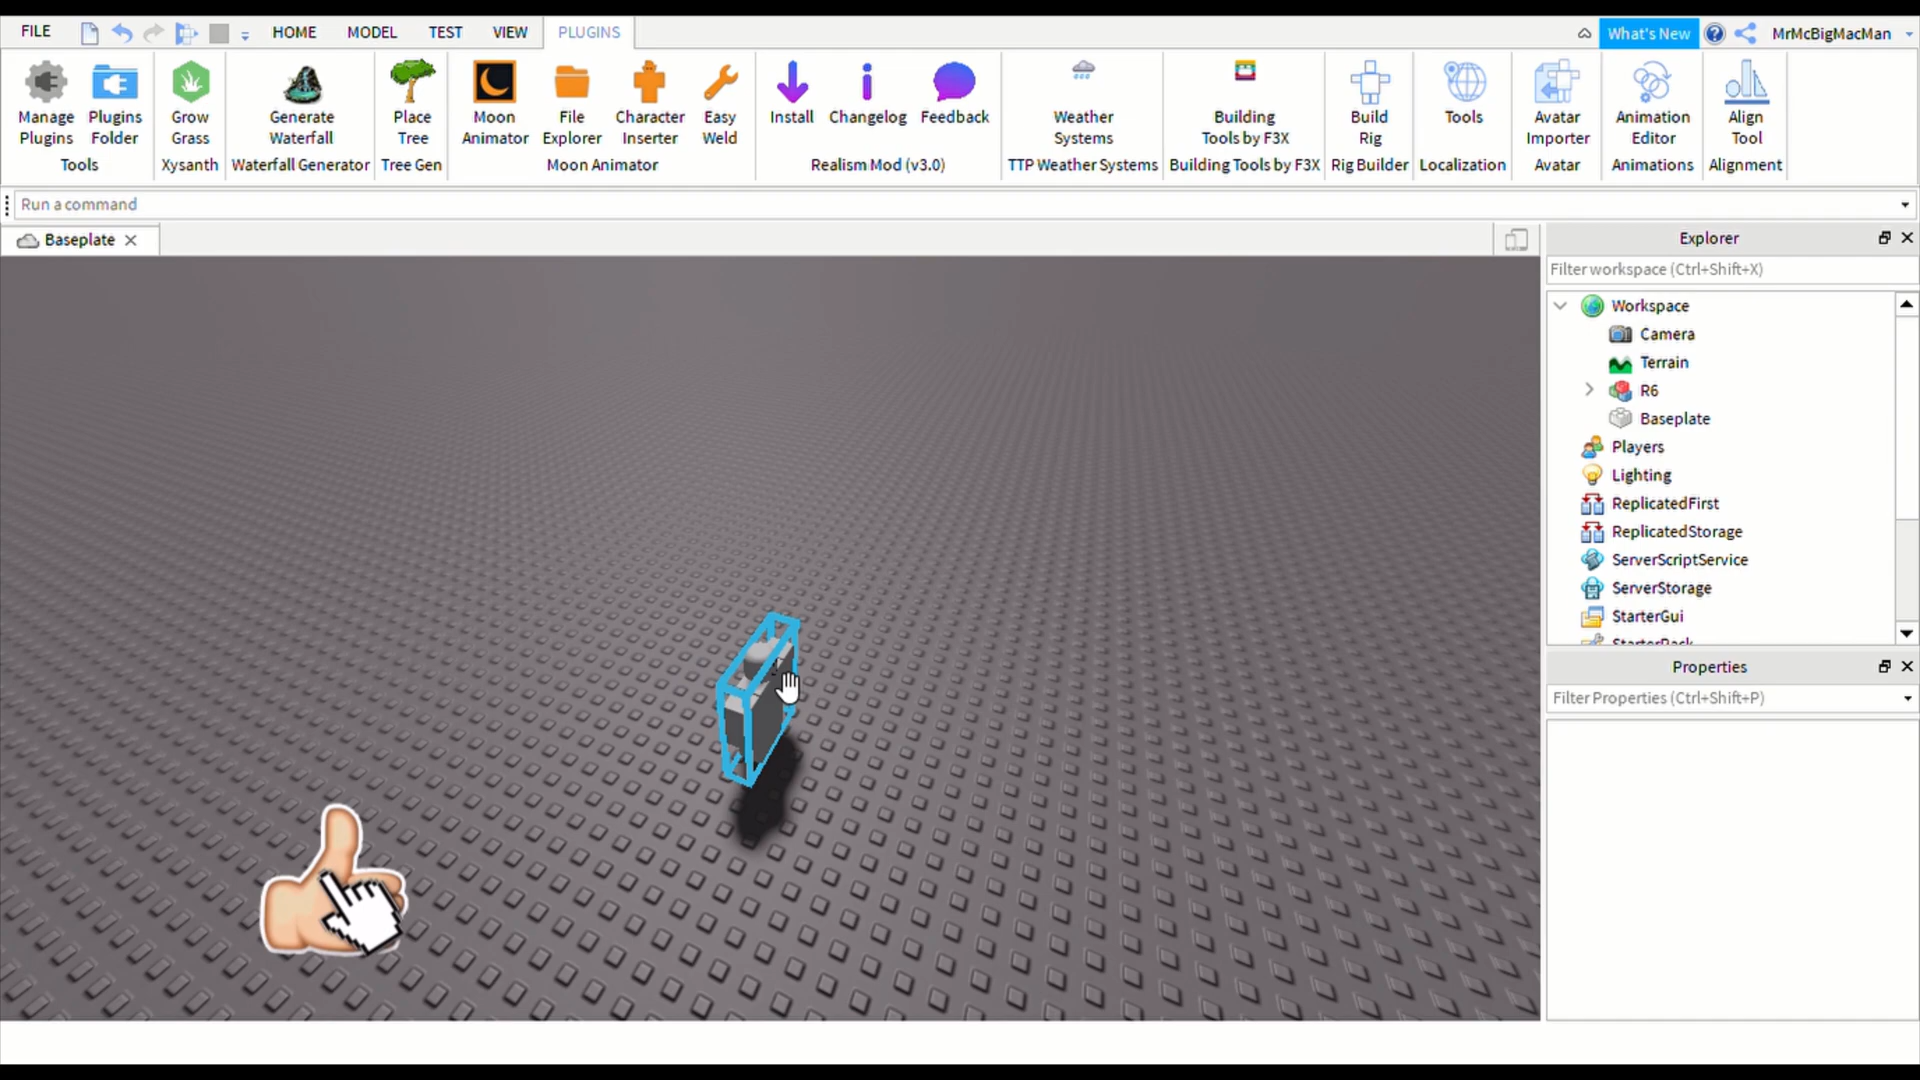 FILE HOME MODEL TEST VIEW PLUGINS What's New MrMcBigMacMan
Manage Plugins
Plugins Folder
Tools
Grow Grass
Xysanth
Generate Waterfall
Waterfall Generator
Place Tree
Tree Gen
Moon Animator
File Explorer
Character Inserter
Easy Weld
Moon Animator
Install
Changelog
Feedback
Realism Mod (v3.0)
Weather Systems
TTP Weather Systems
Building Tools by F3X
Building Tools by F3X
Build Rig
Rig Builder
Tools
Localization
Avatar Importer
Avatar
Animation Editor
Animations
Align Tool
Alignment
Run a command
Baseplate
Explorer
Filter workspace (Ctrl+Shift+X)
Workspace
Camera
Terrain
R6
Baseplate
Players
Lighting
ReplicatedFirst
ReplicatedStorage
ServerScriptService
ServerStorage
StarterGui
StarterPack
Properties
Filter Properties (Ctrl+Shift+P)